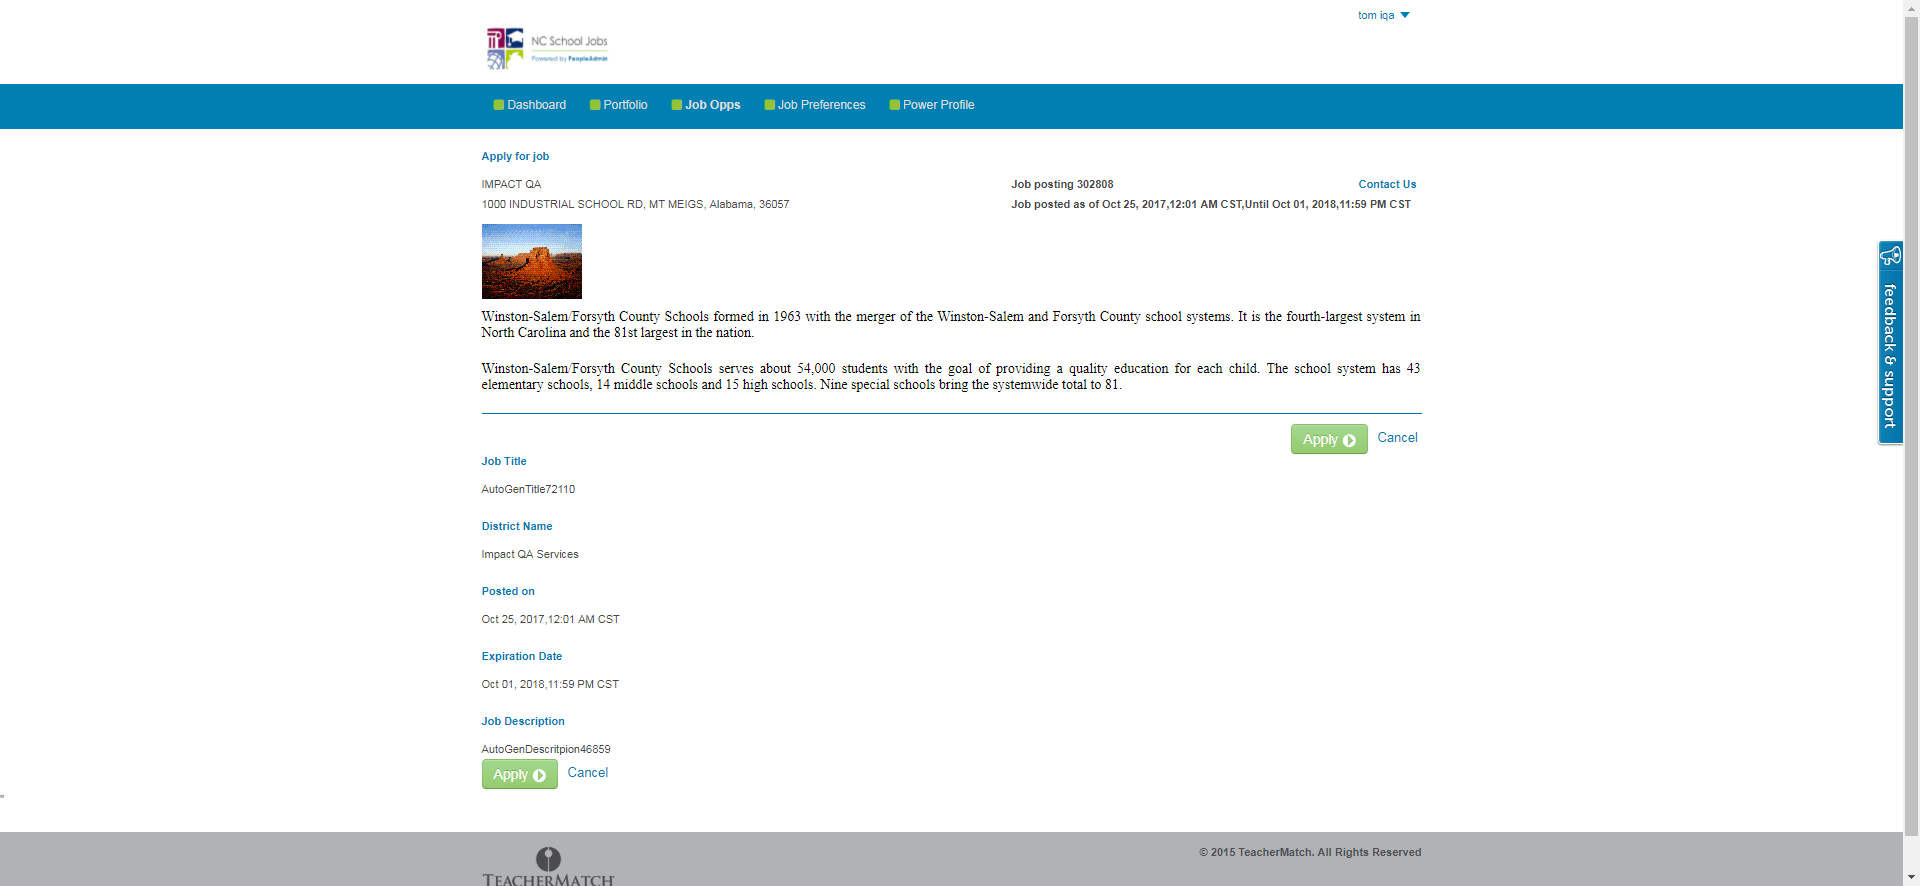 tom iqa
NC School Jobs
Powered by PeopleAdmin
Dashboard Portfolio Job Opps Job Preferences Power Profile
Apply for job
IMPACT QA
Job posting 302808
Contact Us
1000 INDUSTRIAL SCHOOL RD, MT MEIGS, Alabama, 36057
Job posted as of Oct 25, 2017,12:01 AM CST,Until Oct 01, 2018,11:59 PM CST
Winston-Salem/Forsyth County Schools formed in 1963 with the merger of the Winston-Salem and Forsyth County school systems. It is the fourth-largest system in
North Carolina and the 81st largest in the nation.
Winston-Salem/Forsyth County Schools serves about 54,000 students with the goal of providing a quality education for each child. The school system has 43
elementary schools, 14 middle schools and 15 high schools. Nine special schools bring the systemwide total to 81.
Apply Cancel
Job Title
AutoGenTitle72110
District Name
Impact QA Services
Posted on
Oct 25, 2017,12:01 AM CST
Expiration Date
Oct 01, 2018,11:59 PM CST
Job Description
AutoGenDescritpion46859
Apply Cancel
feedback & support
© 2015 TeacherMatch. All Rights Reserved
TEACHERMATCH